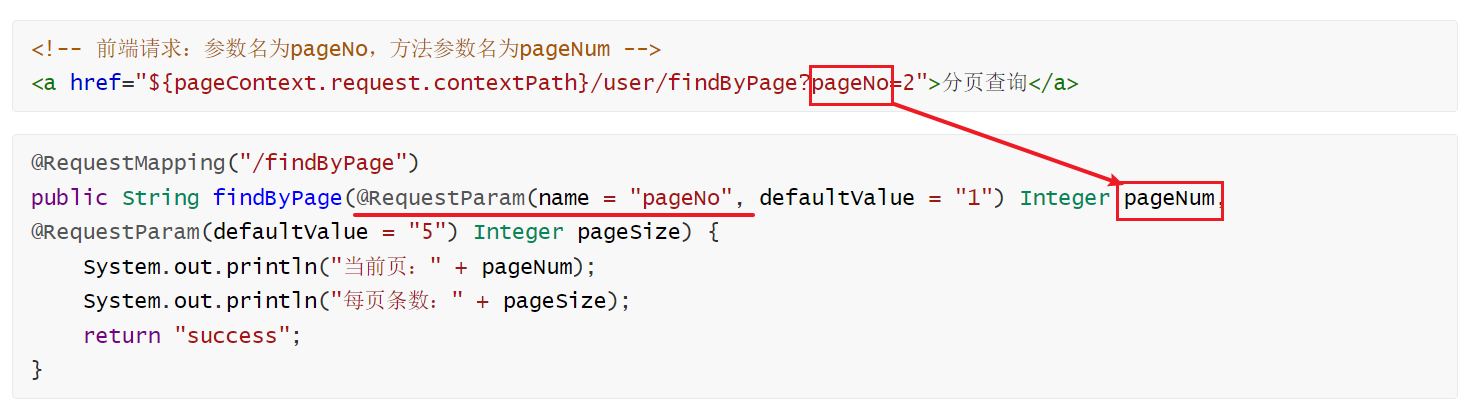 <!-- 前端请求：参数名为pageNo，方法参数名为pageNum -->
<a href="${pageContext.request.contextPath}/user/findByPage?pageNo=2">分页查询</a>
@RequestMapping("/findByPage")
public String findByPage(@RequestParam(name = "pageNo", defaultValue = "1") Integer pageNum,
@RequestParam(defaultValue = "5") Integer pageSize) {
    System.out.println("当前页：" + pageNum);
    System.out.println("每页条数：" + pageSize);
    return "success";
}